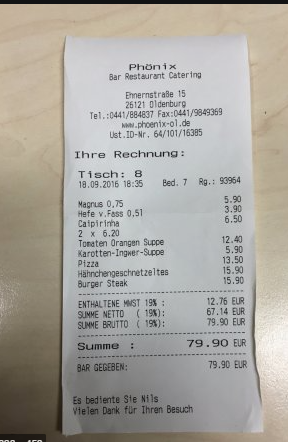 Phönix
Bar Restaurant Catering
Ehnernstraße 15
26121 Oldenburg
Tel.:0441/884837 Fax:0441/9849369
www.phoenix-ol.de
Ust.ID-Nr. 64/101/16385
Ihre Rechnung:
Tisch: 8
18.09.2016 18:35 Bed. 7 Rg.: 93964
Magnus 0,75 5.90
Hefe v.Fass 0,5l 3.90
Caipirinha 6.50
2 x 6.20
Tomaten Orangen Suppe 12.40
Karotten-Ingwer-Suppe 5.90
Pizza 13.50
Hähnchengeschnetzeltes 15.90
Burger Steak 15.90
ENTHALTENE MWST 19% : 12.76 EUR
SUMME NETTO ( 19%): 67.14 EUR
SUMME BRUTTO ( 19%): 79.90 EUR
Summe : 79.90 EUR
BAR GEGEBEN: 79.90 EUR
Es bediente Sie Nils
Vielen Dank für Ihren Besuch